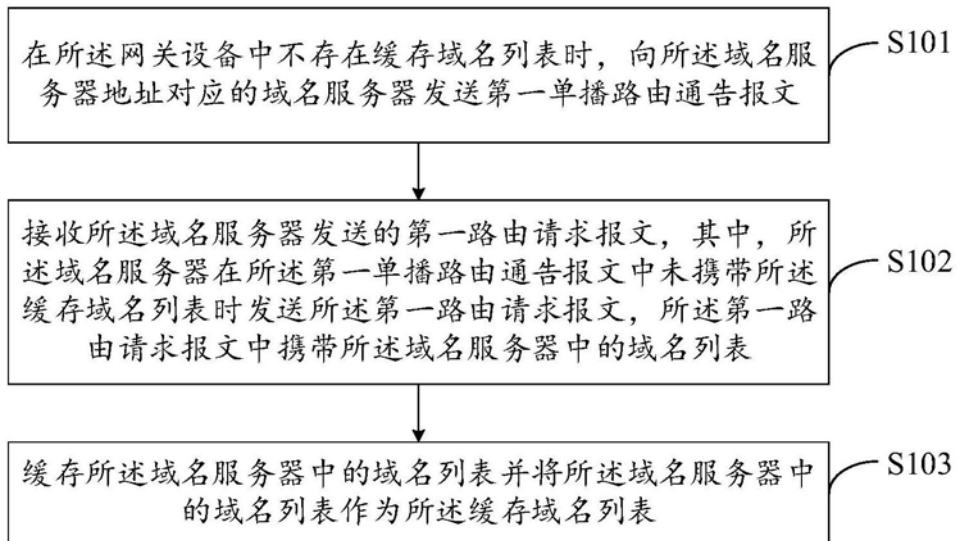 在所述网关设备中不存在缓存域名列表时，向所述域名服
务器地址对应的域名服务器发送第一单播路由通告报文
S101
接收所述域名服务器发送的第一路由请求报文，其中，所
述域名服务器在所述第一单播路由通告报文中未携带所述
缓存域名列表时发送所述第一路由请求报文，所述第一路
由请求报文中携带所述域名服务器中的域名列表
S102
缓存所述域名服务器中的域名列表并将所述域名服务器中
的域名列表作为所述缓存域名列表
S103